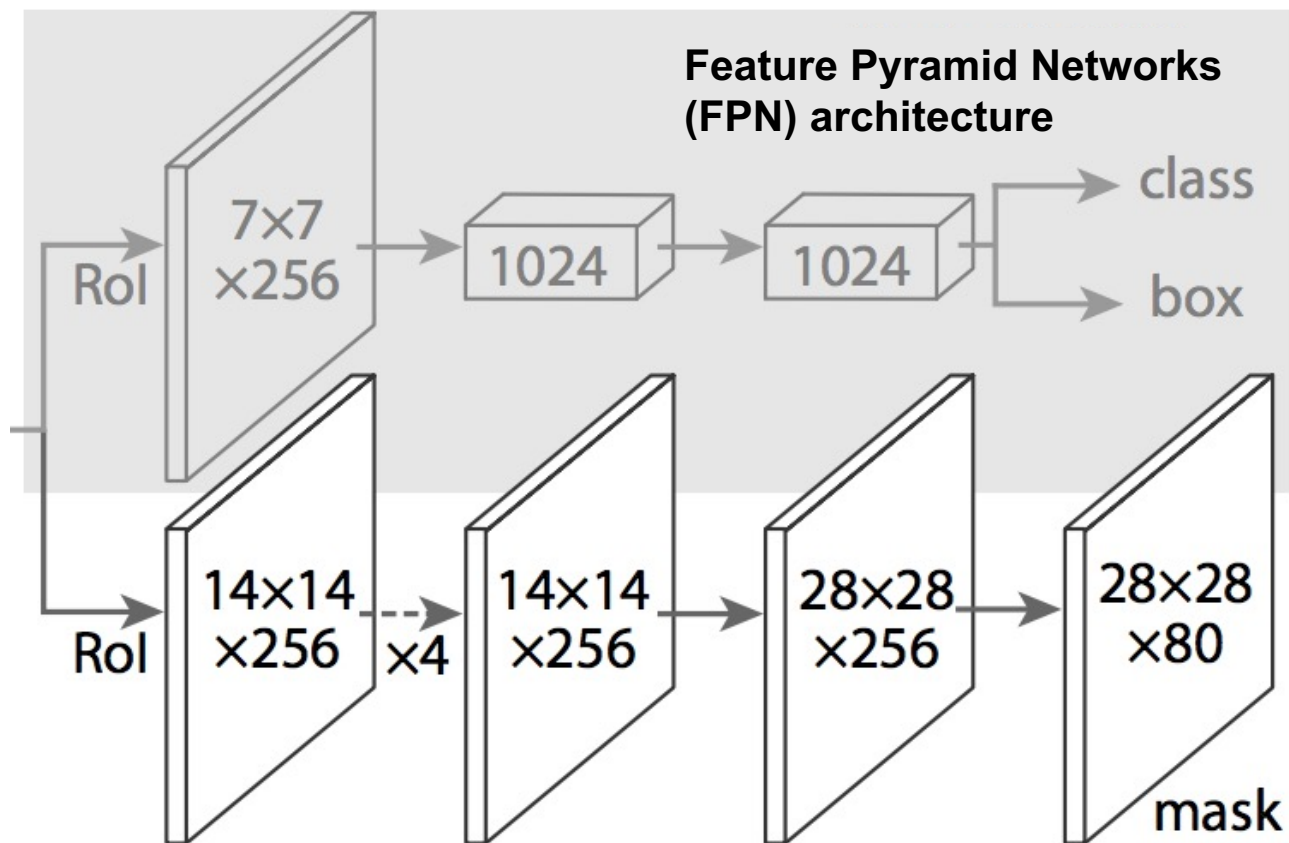 Feature Pyramid Networks
(FPN) architecture
RoI
7×7
×256
1024
1024
class
box
RoI
14×14
×256
×4
14×14
×256
28×28
×256
28×28
×80
mask